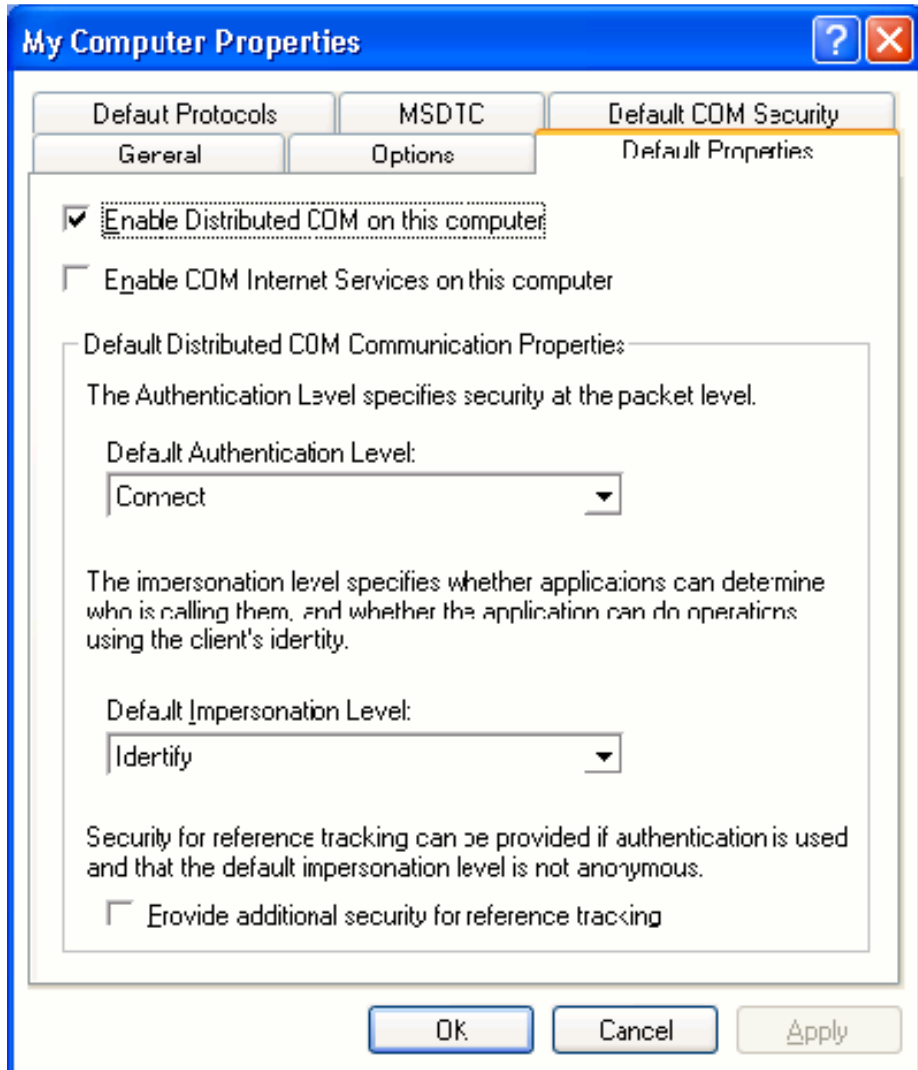 My Computer Properties
Defaut Protocols
MSDTC
Default COM Security
General
Options
Default Properties
Enable Distributed COM on this computer
Enable COM Internet Services on this computer
Default Distributed COM Communication Properties
The Authentication Level specifies security at the packet level.
Default Authentication Level:
Connect
The impersonation level specifies whether applications can determine
who is calling them, and whether the application can do operations
using the client's identity.
Default Impersonation Level:
Identify
Security for reference tracking can be provided if authentication is used
and that the default impersonation level is not anonymous.
Provide additional security for reference tracking
OK
Cancel
Apply